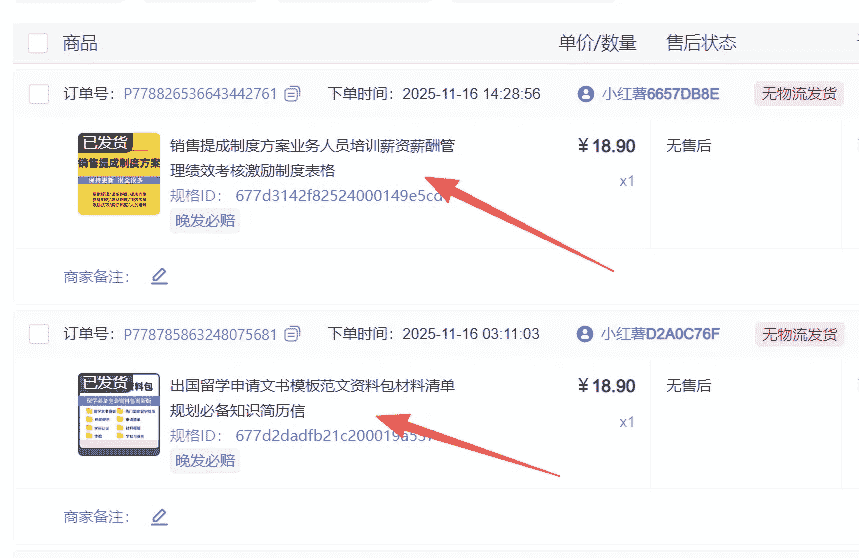 商品 单价/数量 售后状态
订单号： P778826536643442761 下单时间： 2025-11-16 14:28:56 小红薯6657DB8E 无物流发货
已发货
销售提成制度方案
销售提成制度方案业务人员培训薪资薪酬管 ¥18.90 无售后
理绩效考核激励制度表格
x1
规格ID： 677d3142f82524000149e5cd
晚发必赔
商家备注：
订单号： P778785863248075681 下单时间： 2025-11-16 03:11:03 小红薯D2A0C76F 无物流发货
已发货
料包
出国留学申请文书模板范文资料包材料清单 ¥18.90 无售后
规划必备知识简历信
x1
规格ID： 677d2dadfb21c200019a557
晚发必赔
商家备注：